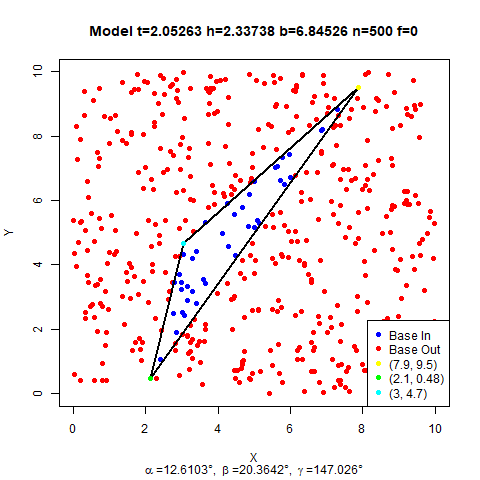 Model t=2.05263 h=2.33738 b=6.84526 n=500 f=0
10
8
6
4
2
0
Y
Base In
Base Out
(7.9, 9.5)
(2.1, 0.48)
(3, 4.7)
0 2 4 6 8 10
X
α=12.6103°, β=20.3642°, γ=147.026°